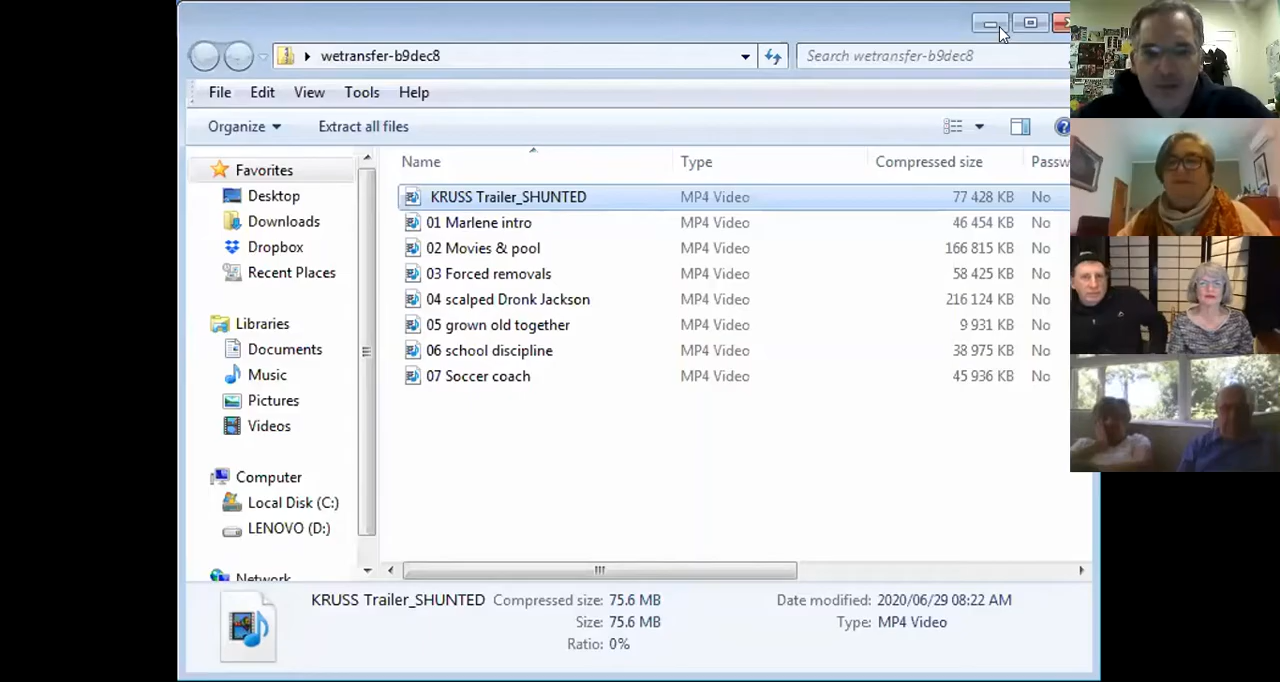 wetransfer-b9dec8
Search wetransfer-b9dec8
File Edit View Tools Help
Organize Extract all files
Name Type Compressed size Passw
Favorites
Desktop
Downloads
Dropbox
Recent Places
Libraries
Documents
Music
Pictures
Videos
Computer
Local Disk (C:)
LENOVO (D:)
Network
KRUSS Trailer_SHUNTED MP4 Video 77 428 KB No
01 Marlene intro MP4 Video 46 454 KB No
02 Movies & pool MP4 Video 166 815 KB No
03 Forced removals MP4 Video 58 425 KB No
04 scalped Dronk Jackson MP4 Video 216 124 KB No
05 grown old together MP4 Video 9 931 KB No
06 school discipline MP4 Video 38 975 KB No
07 Soccer coach MP4 Video 45 936 KB No
KRUSS Trailer_SHUNTED Compressed size: 75.6 MB Date modified: 2020/06/29 08:22 AM
Size: 75.6 MB Type: MP4 Video
Ratio: 0%